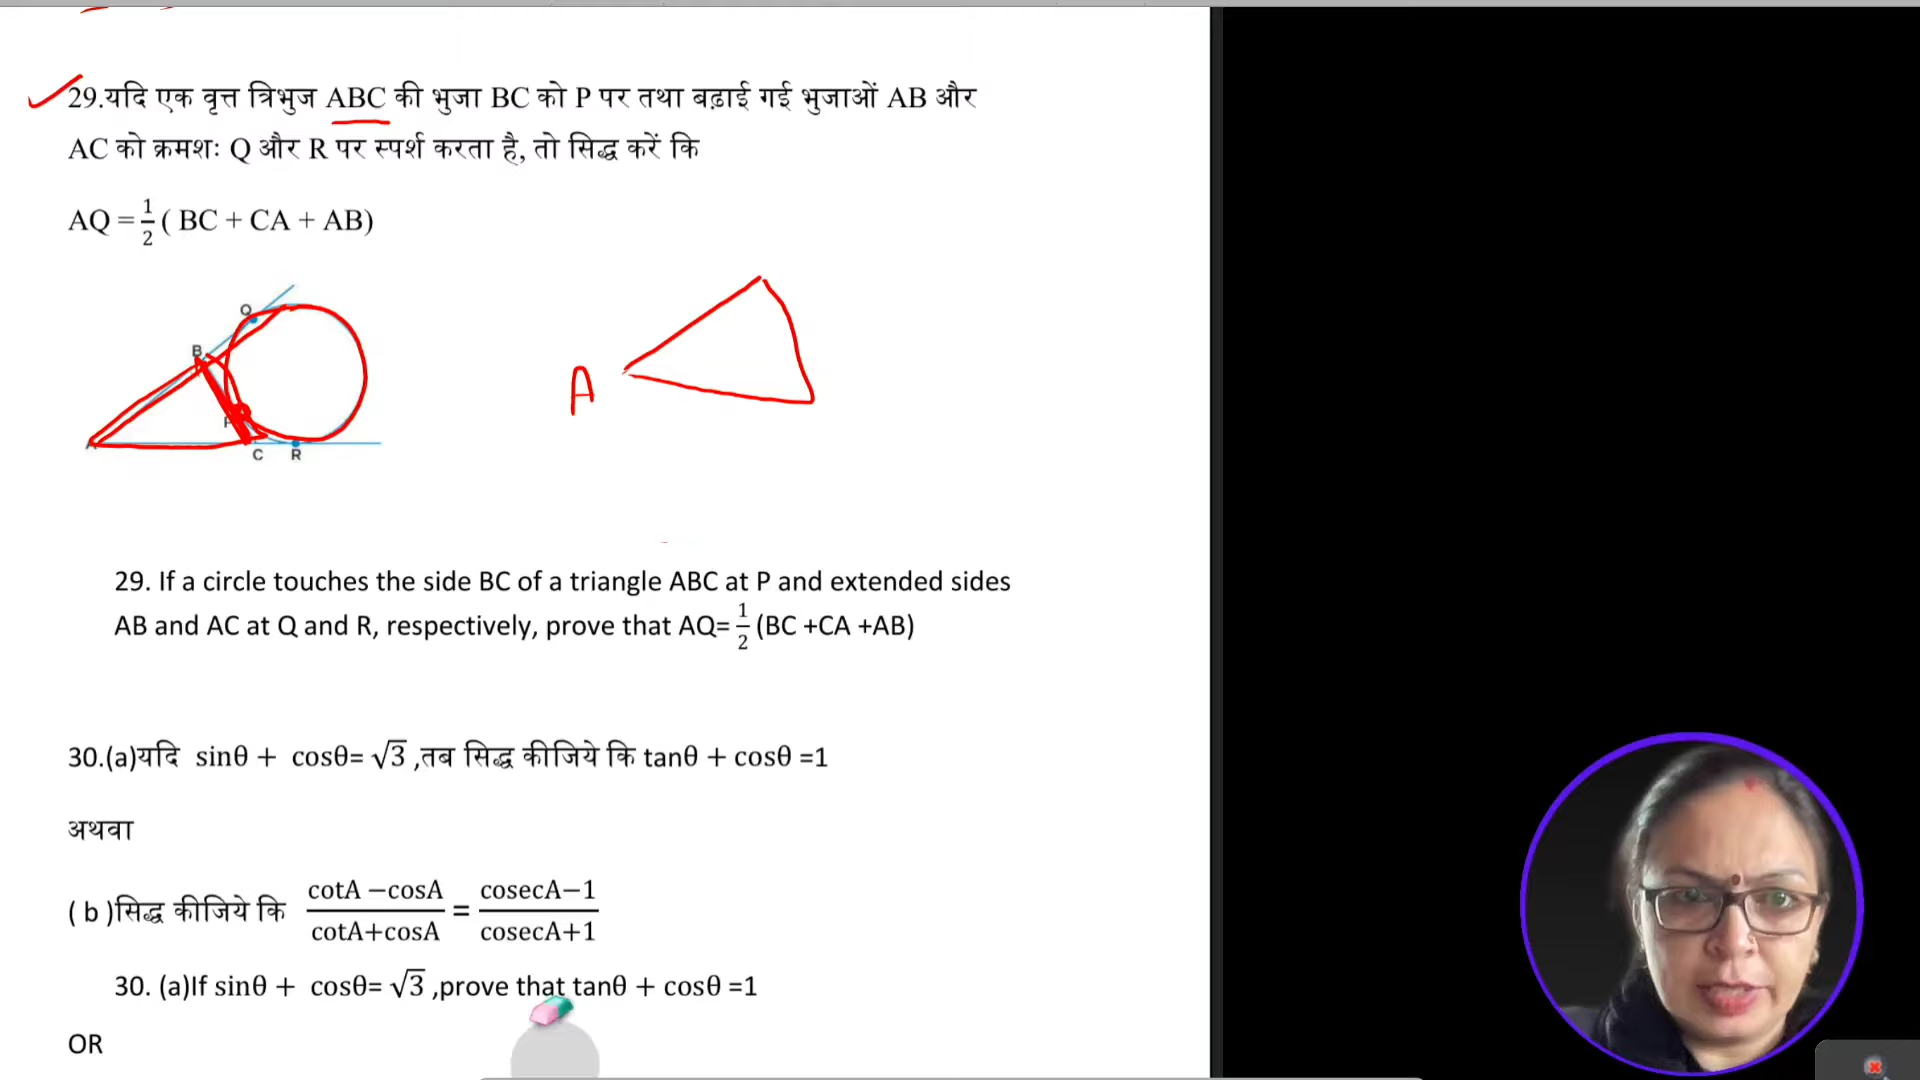 29.यदि एक वृत्त त्रिभुज ABC की भुजा BC को P पर तथा बढ़ाई गई भुजाओं AB और
AC को क्रमशः Q और R पर स्पर्श करता है, तो सिद्ध करें कि
AQ = 1/2 ( BC + CA + AB)
Q
B
A
P
C R
A
29. If a circle touches the side BC of a triangle ABC at P and extended sides
AB and AC at Q and R, respectively, prove that AQ= 1/2 (BC +CA +AB)
30.(a)यदि sinθ + cosθ= √3 ,तब सिद्ध कीजिये कि tanθ + cosθ =1
अथवा
( b )सिद्ध कीजिये कि (cotA −cosA)/(cotA+cosA) = (cosecA−1)/(cosecA+1)
30. (a)If sinθ + cosθ= √3 ,prove that tanθ + cosθ =1
OR